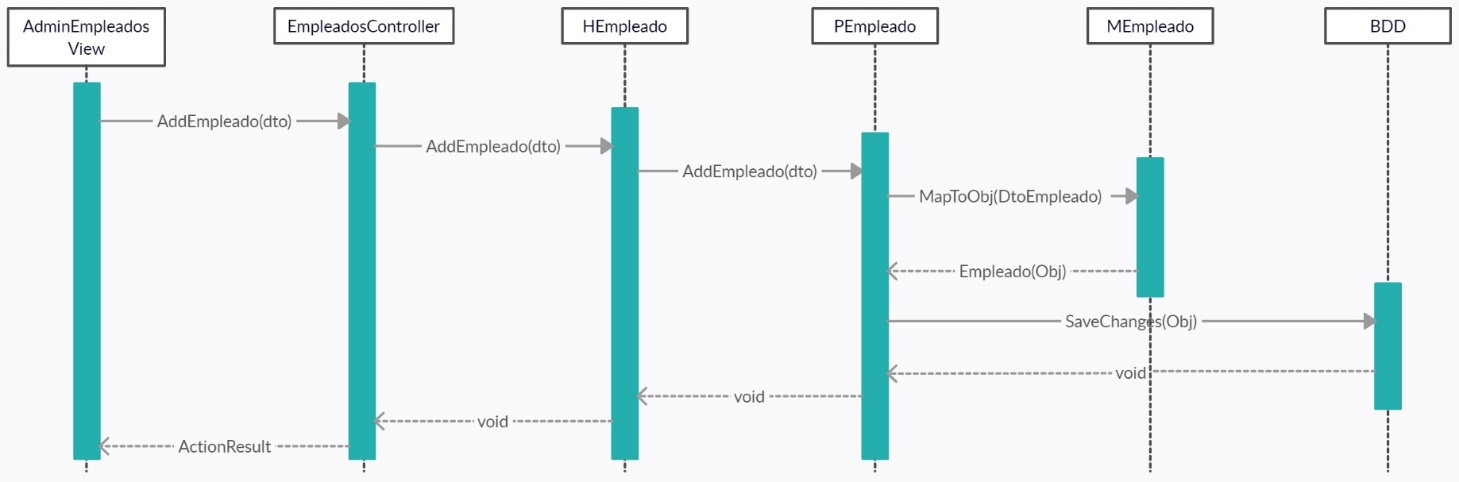 AdminEmpleados
View
EmpleadosController
HEmpleado
PEmpleado
MEmpleado
BDD
AddEmpleado(dto)
AddEmpleado(dto)
AddEmpleado(dto)
MapToObj(DtoEmpleado)
Empleado(Obj)
SaveChanges(Obj)
void
void
void
ActionResult